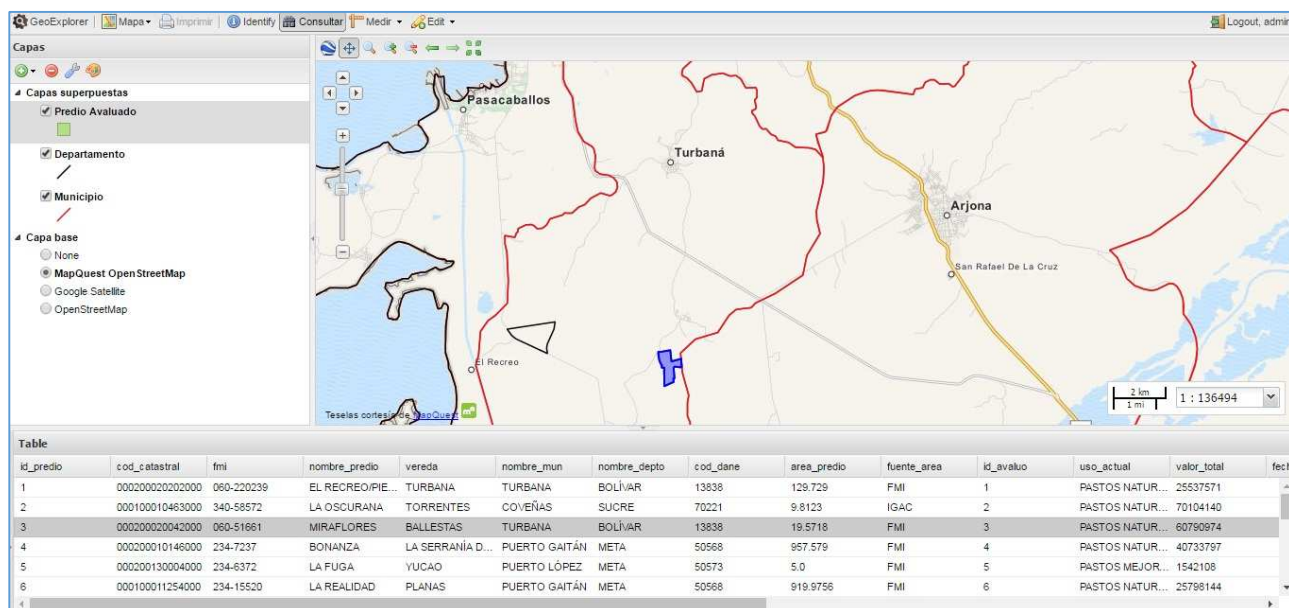 GeoExplorer Mapa Imprimir Identify Consultar Medir Edit Logout, admin
Capas
Capas superpuestas
Predio Avaluado
Departamento
Municipio
Capa base
None
MapQuest OpenStreetMap
Google Satellite
OpenStreetMap
Pasacaballos
Turbaná
Arjona
San Rafael De La Cruz
El Recreo
Teselas cortesía de MapQuest
2 km
1 mi
1 : 136494
Table
id_predio cod_catastral fmi nombre_predio vereda nombre_mun nombre_depto cod_dane area_predio fuente_area id_avaluo uso_actual valor_total fech
1 000200020202000 060-220239 EL RECREO/PIE... TURBANA TURBANA BOLÍVAR 13838 129.729 FMI 1 PASTOS NATUR... 25537571
2 000100010463000 340-58572 LA OSCURANA TORRENTES COVEÑAS SUCRE 70221 9.8123 IGAC 2 PASTOS NATUR... 70104140
3 000200020042000 060-51661 MIRAFLORES BALLESTAS TURBANA BOLÍVAR 13838 19.5718 FMI 3 PASTOS NATUR... 60790974
4 000200010146000 234-7237 BONANZA LA SERRANÍA D... PUERTO GAITÁN META 50568 957.579 FMI 4 PASTOS NATUR... 40733797
5 000200130004000 234-6372 LA FUGA YUCAO PUERTO LÓPEZ META 50573 5.0 FMI 5 PASTOS MEJOR... 1542108
6 000100011254000 234-15520 LA REALIDAD PLANAS PUERTO GAITÁN META 50568 919.9756 FMI 6 PASTOS NATUR... 25798144